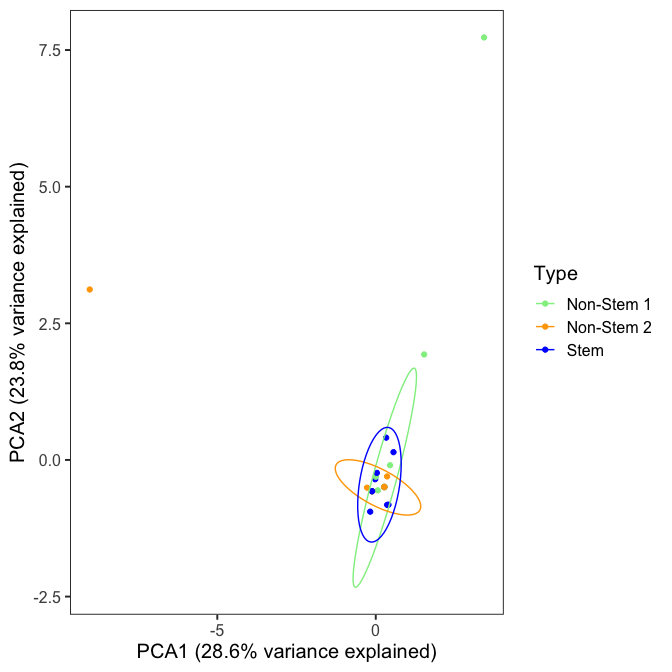 7.5
5.0
2.5
0.0
-2.5
-5
0
PCA1 (28.6% variance explained)
PCA2 (23.8% variance explained)
Type
Non-Stem 1
Non-Stem 2
Stem